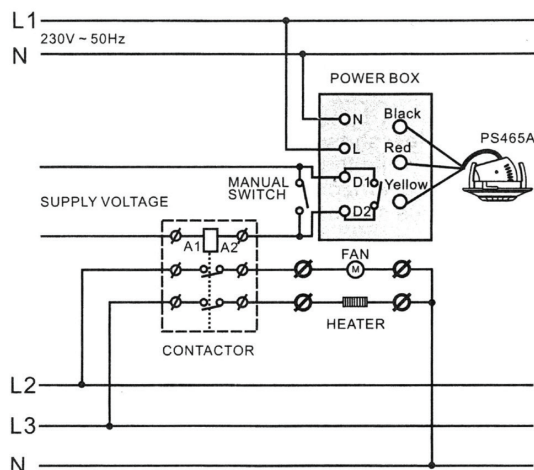 L1
230V ~ 50Hz
N
POWER BOX
N
Black
PS465A
L
Red
D1
Yellow
MANUAL
SWITCH
SUPPLY VOLTAGE
D2
A1
A2
FAN
M
HEATER
CONTACTOR
L2
L3
N